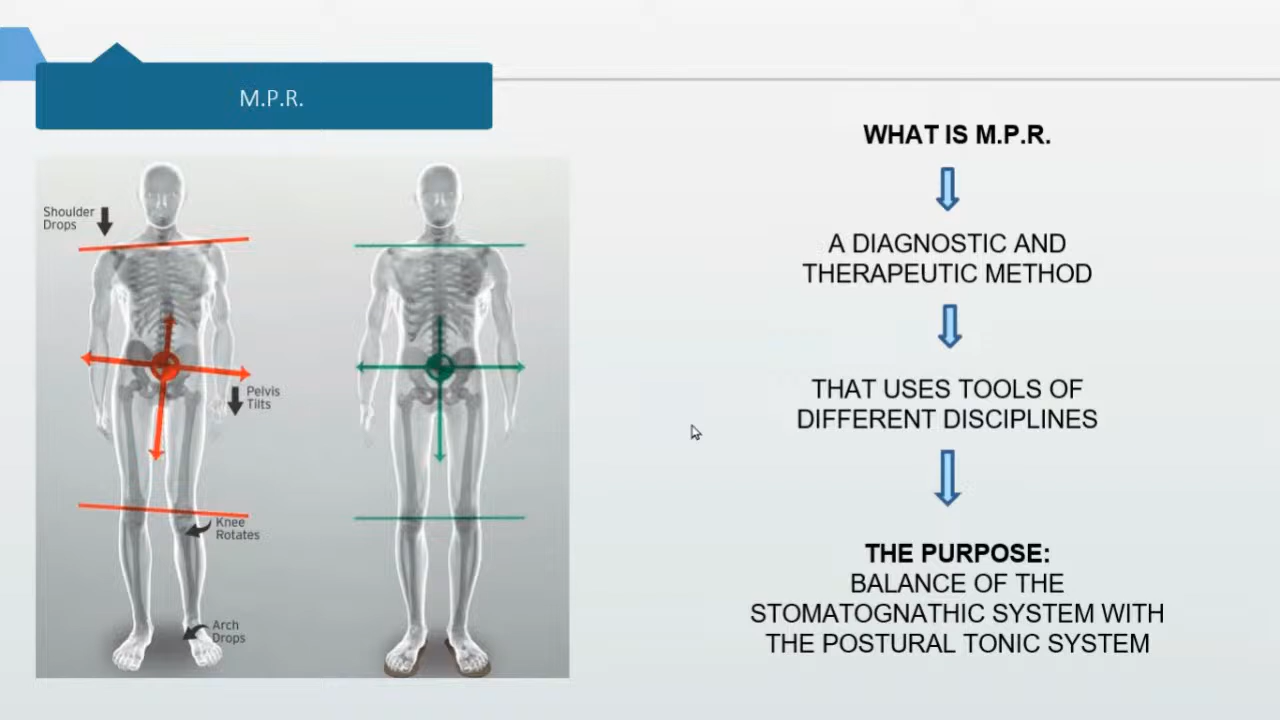 M.P.R.
Shoulder
Drops
Pelvis
Tilts
Knee
Rotates
Arch
Drops
WHAT IS M.P.R.
A DIAGNOSTIC AND
THERAPEUTIC METHOD
THAT USES TOOLS OF
DIFFERENT DISCIPLINES
THE PURPOSE:
BALANCE OF THE
STOMATOGNATHIC SYSTEM WITH
THE POSTURAL TONIC SYSTEM